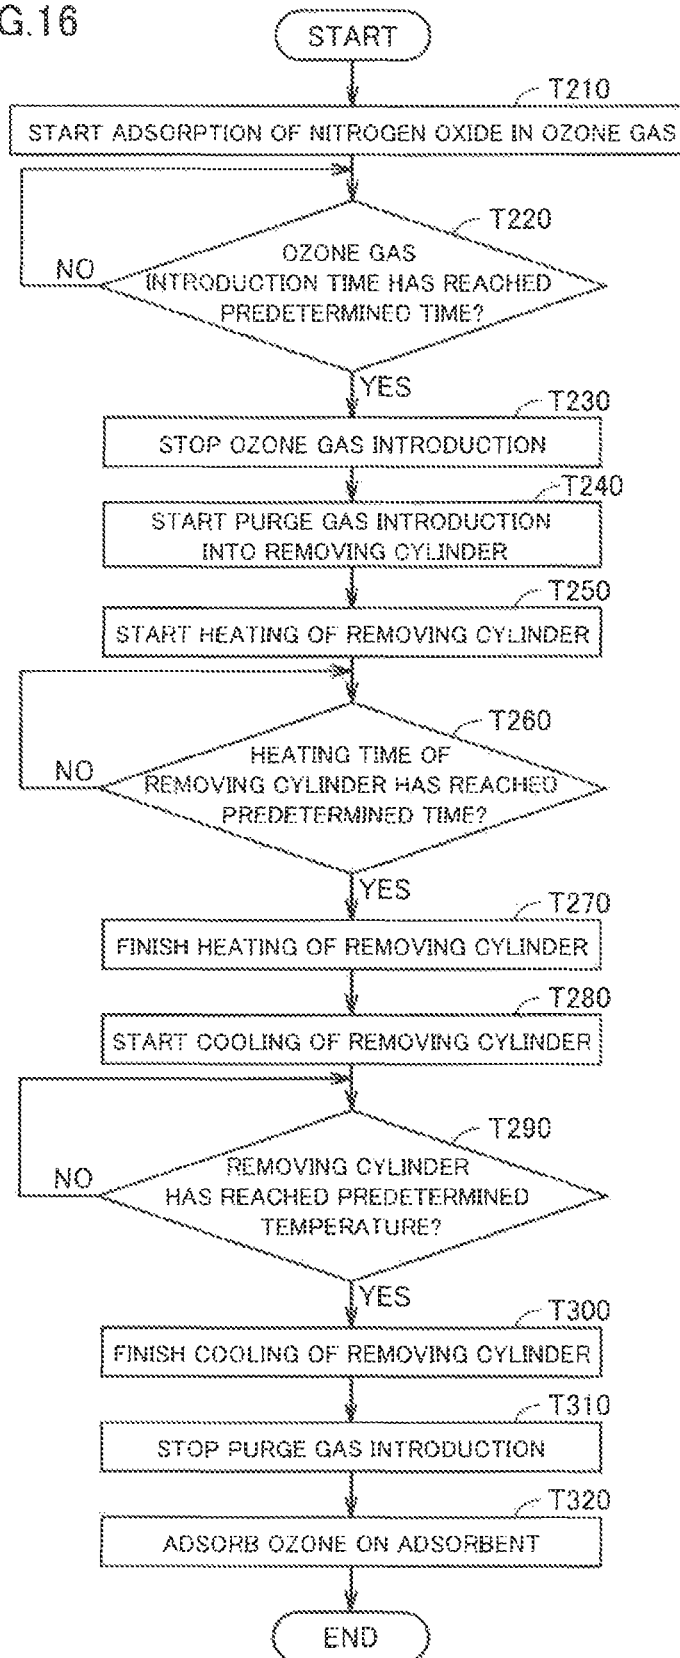 G.16
START
T210
START ADSORPTION OF NITROGEN OXIDE IN OZONE GAS
T220
OZONE GAS
INTRODUCTION TIME HAS REACHED
PREDETERMINED TIME?
NO
YES
T230
STOP OZONE GAS INTRODUCTION
T240
START PURGE GAS INTRODUCTION
INTO REMOVING CYLINDER
T250
START HEATING OF REMOVING CYLINDER
T260
HEATING TIME OF
REMOVING CYLINDER HAS REACHED
PREDETERMINED TIME?
NO
YES
T270
FINISH HEATING OF REMOVING CYLINDER
T280
START COOLING OF REMOVING CYLINDER
T290
REMOVING CYLINDER
HAS REACHED PREDETERMINED
TEMPERATURE?
NO
YES
T300
FINISH COOLING OF REMOVING CYLINDER
T310
STOP PURGE GAS INTRODUCTION
T320
ADSORB OZONE ON ADSORBENT
END